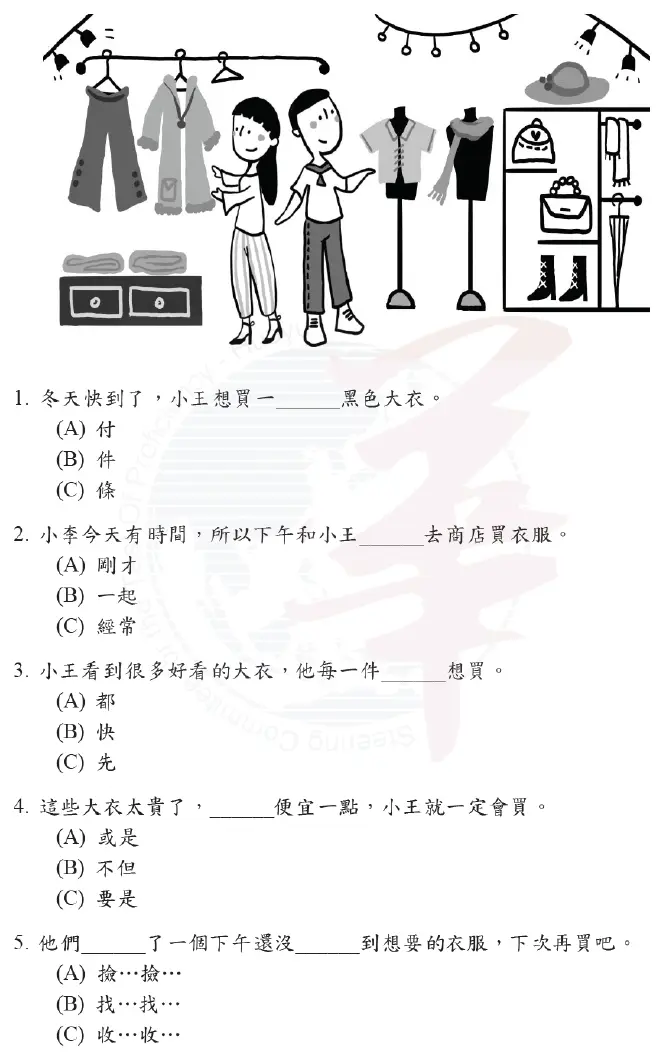 1. 冬天快到了，小王想買一______黑色大衣。
(A) 付
(B) 件
(C) 條
2. 小李今天有時間，所以下午和小王______去商店買衣服。
(A) 剛才
(B) 一起
(C) 經常
3. 小王看到很多好看的大衣，他每一件______想買。
(A) 都
(B) 快
(C) 先
4. 這些大衣太貴了，______便宜一點，小王就一定會買。
(A) 或是
(B) 不但
(C) 要是
5. 他們______了一個下午還沒______到想要的衣服，下次再買吧。
(A) 撿…撿…
(B) 找…找…
(C) 收…收…